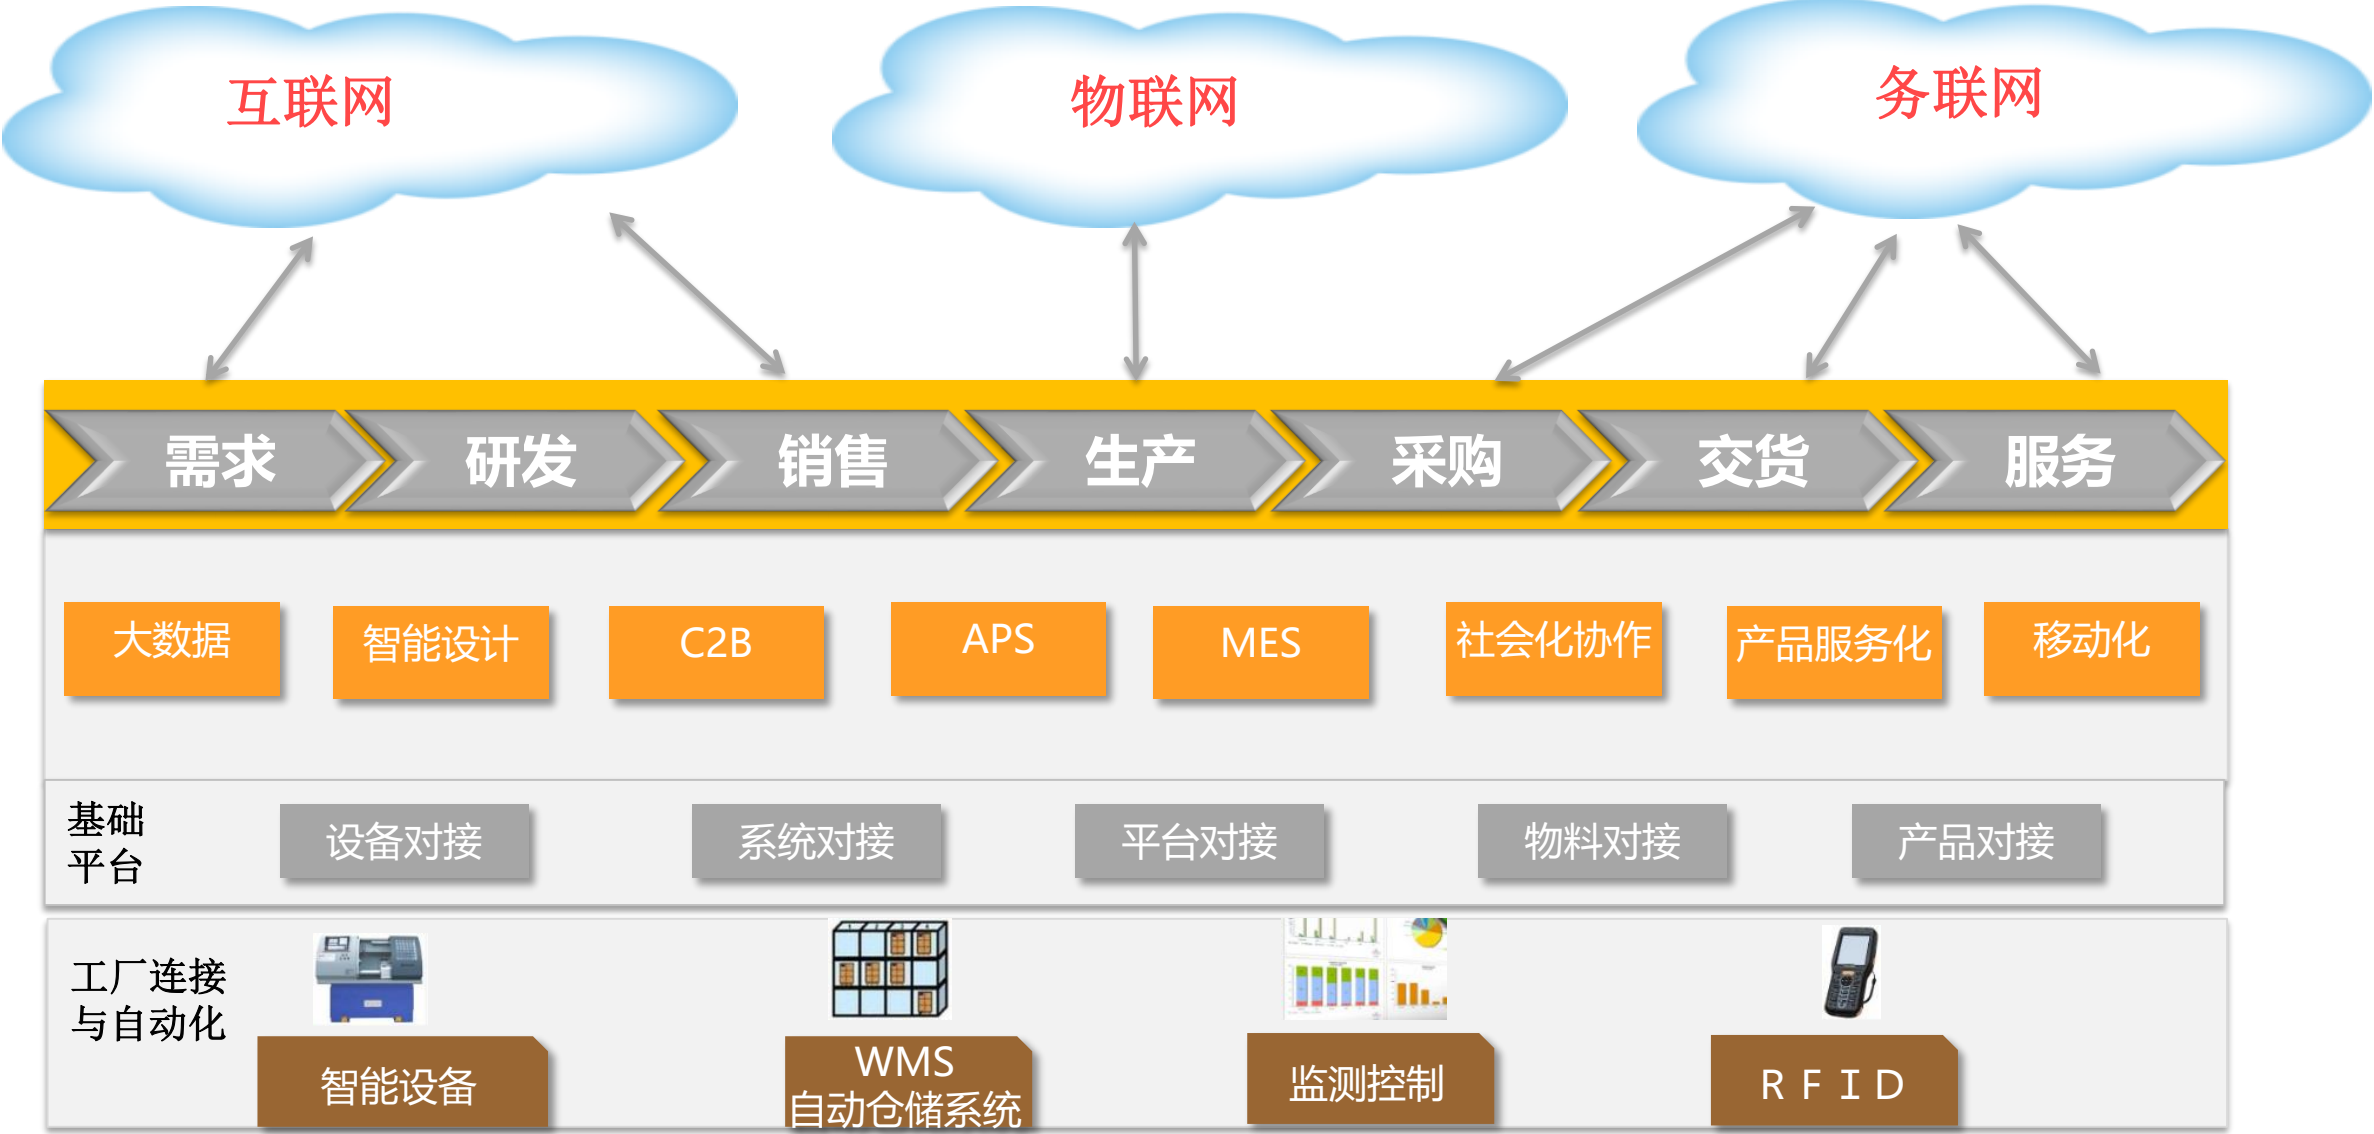 互联网
物联网
务联网
需求
研发
销售
生产
采购
交货
服务
大数据
智能设计
C2B
APS
MES
社会化协作
产品服务化
移动化
基础
平台
设备对接
系统对接
平台对接
物料对接
产品对接
工厂连接
与自动化
智能设备
WMS
自动仓储系统
监测控制
ＲＦＩＤ